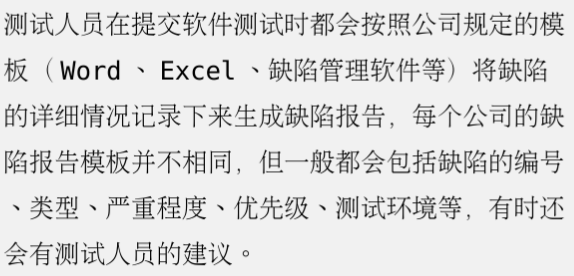 测试人员在提交软件测试时都会按照公司规定的模
板（Word 、 Excel 、缺陷管理软件等）将缺陷
的详细情况记录下来生成缺陷报告，每个公司的缺
陷报告模板并不相同，但一般都会包括缺陷的编号
、类型、严重程度、优先级、测试环境等，有时还
会有测试人员的建议。